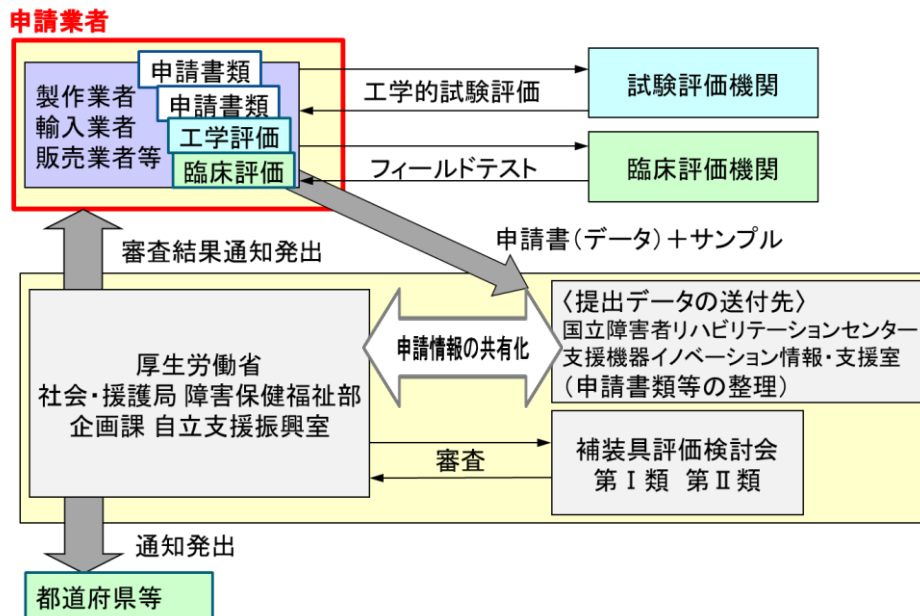 申請業者
申請書類
申請書類
工学評価
臨床評価
製作業者
輸入業者
販売業者等
工学的試験評価
試験評価機関
フィールドテスト
臨床評価機関
申請書(データ)+サンプル
審査結果通知発出
厚生労働省
社会・援護局 障害保健福祉部
企画課 自立支援振興室
申請情報の共有化
〈提出データの送付先〉
国立障害者リハビリテーションセンター
支援機器イノベーション情報・支援室
(申請書類等の整理)
審査
補装具評価検討会
第Ⅰ類 第Ⅱ類
通知発出
都道府県等